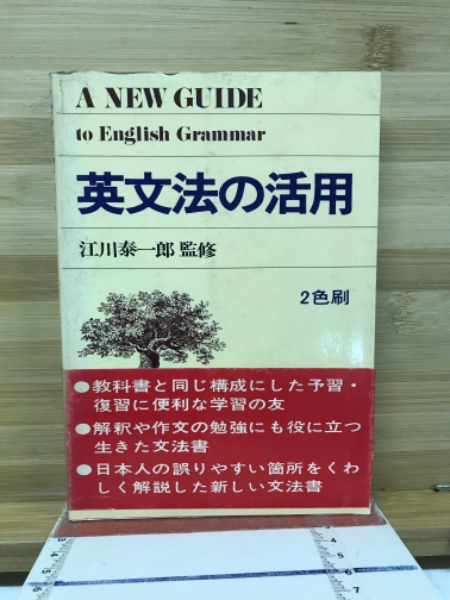 A NEW GUIDE
to English Grammar
英文法の活用
江川泰一郎 監修
2色刷
●教科書と同じ構成にした予習・
復習に便利な学習の友
●解釈や作文の勉強にも役に立つ
生きた文法書
●日本人の誤りやすい箇所をくわ
しく解説した新しい文法書
4
5
6
7